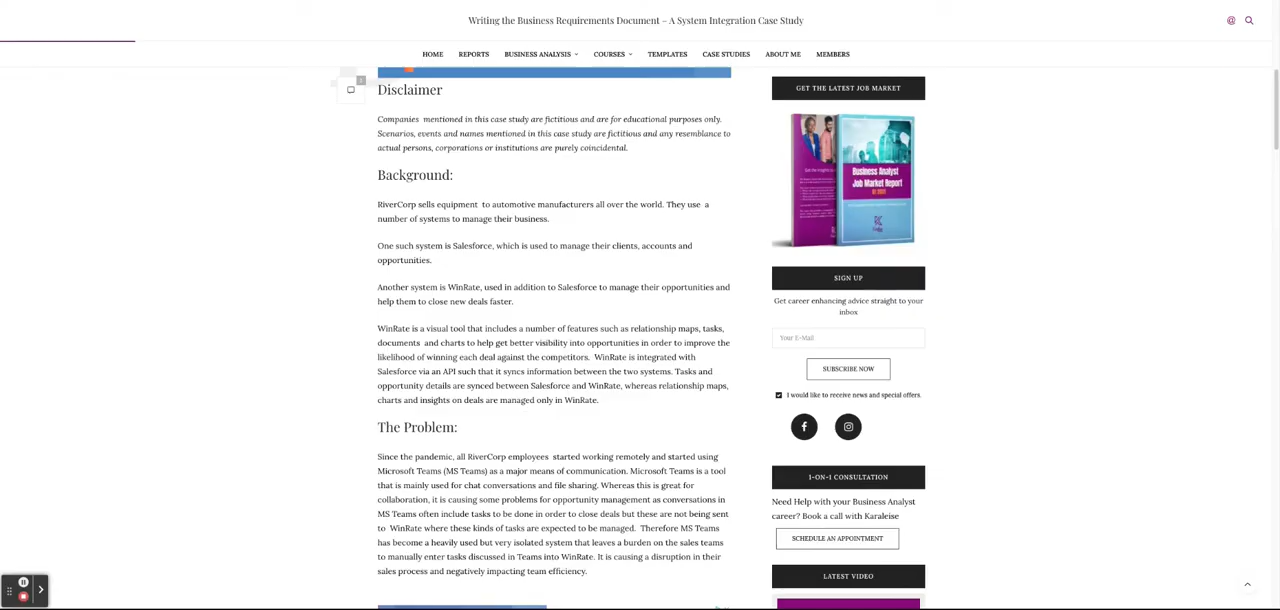 Writing the Business Requirements Document – A System Integration Case Study
HOME REPORTS BUSINESS ANALYSIS COURSES TEMPLATES CASE STUDIES ABOUT ME MEMBERS
Disclaimer
Companies mentioned in this case study are fictitious and are for educational purposes only.
Scenarios, events and names mentioned in this case study are fictitious and any resemblance to
actual persons, corporations or institutions are purely coincidental.
Background:
RiverCorp sells equipment to automotive manufacturers all over the world. They use a
number of systems to manage their business.
One such system is Salesforce, which is used to manage their clients, accounts and
opportunities.
Another system is WinRate, used in addition to Salesforce to manage their opportunities and
help them to close new deals faster.
WinRate is a visual tool that includes a number of features such as relationship maps, tasks,
documents and charts to help get better visibility into opportunities in order to improve the
likelihood of winning each deal against the competitors. WinRate is integrated with
Salesforce via an API such that it syncs information between the two systems. Tasks and
opportunity details are synced between Salesforce and WinRate, whereas relationship maps,
charts and insights on deals are managed only in WinRate.
The Problem:
Since the pandemic, all RiverCorp employees started working remotely and started using
Microsoft Teams (MS Teams) as a major means of communication. Microsoft Teams is a tool
that is mainly used for chat conversations and file sharing. Whereas this is great for
collaboration, it is causing some problems for opportunity management as conversations in
MS Teams often include tasks to be done in order to close deals but these are not being sent
to WinRate where these kinds of tasks are expected to be managed. Therefore MS Teams
has become a heavily used but very isolated system that leaves a burden on the sales teams
to manually enter tasks discussed in Teams into WinRate. It is causing a disruption in their
sales process and negatively impacting team efficiency.
GET THE LATEST JOB MARKET
Business Analyst
Job Market Report
SIGN UP
Get career enhancing advice straight to your
inbox
Your E-Mail
SUBSCRIBE NOW
I would like to receive news and special offers.
1-ON-1 CONSULTATION
Need Help with your Business Analyst
career? Book a call with Karaleise
SCHEDULE AN APPOINTMENT
LATEST VIDEO